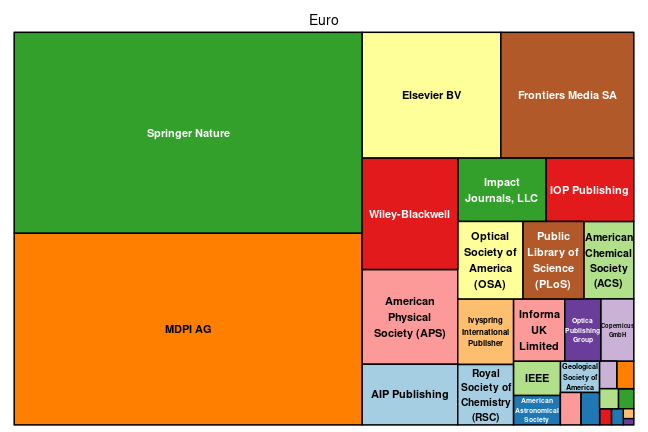 Euro
Springer Nature
MDPI AG
Elsevier BV
Frontiers Media SA
Wiley-Blackwell
Impact
Journals, LLC
IOP Publishing
American
Physical
Society (APS)
AIP Publishing
Optical
Society of
America
(OSA)
Public
Library of
Science
(PLoS)
American
Chemical
Society
(ACS)
Ivyspring
International
Publisher
Informa
UK
Limited
Optica
Publishing
Group
Copernicus
GmbH
Royal
Society of
Chemistry
(RSC)
IEEE
Geological
Society of
America
American
Astronomical
Society